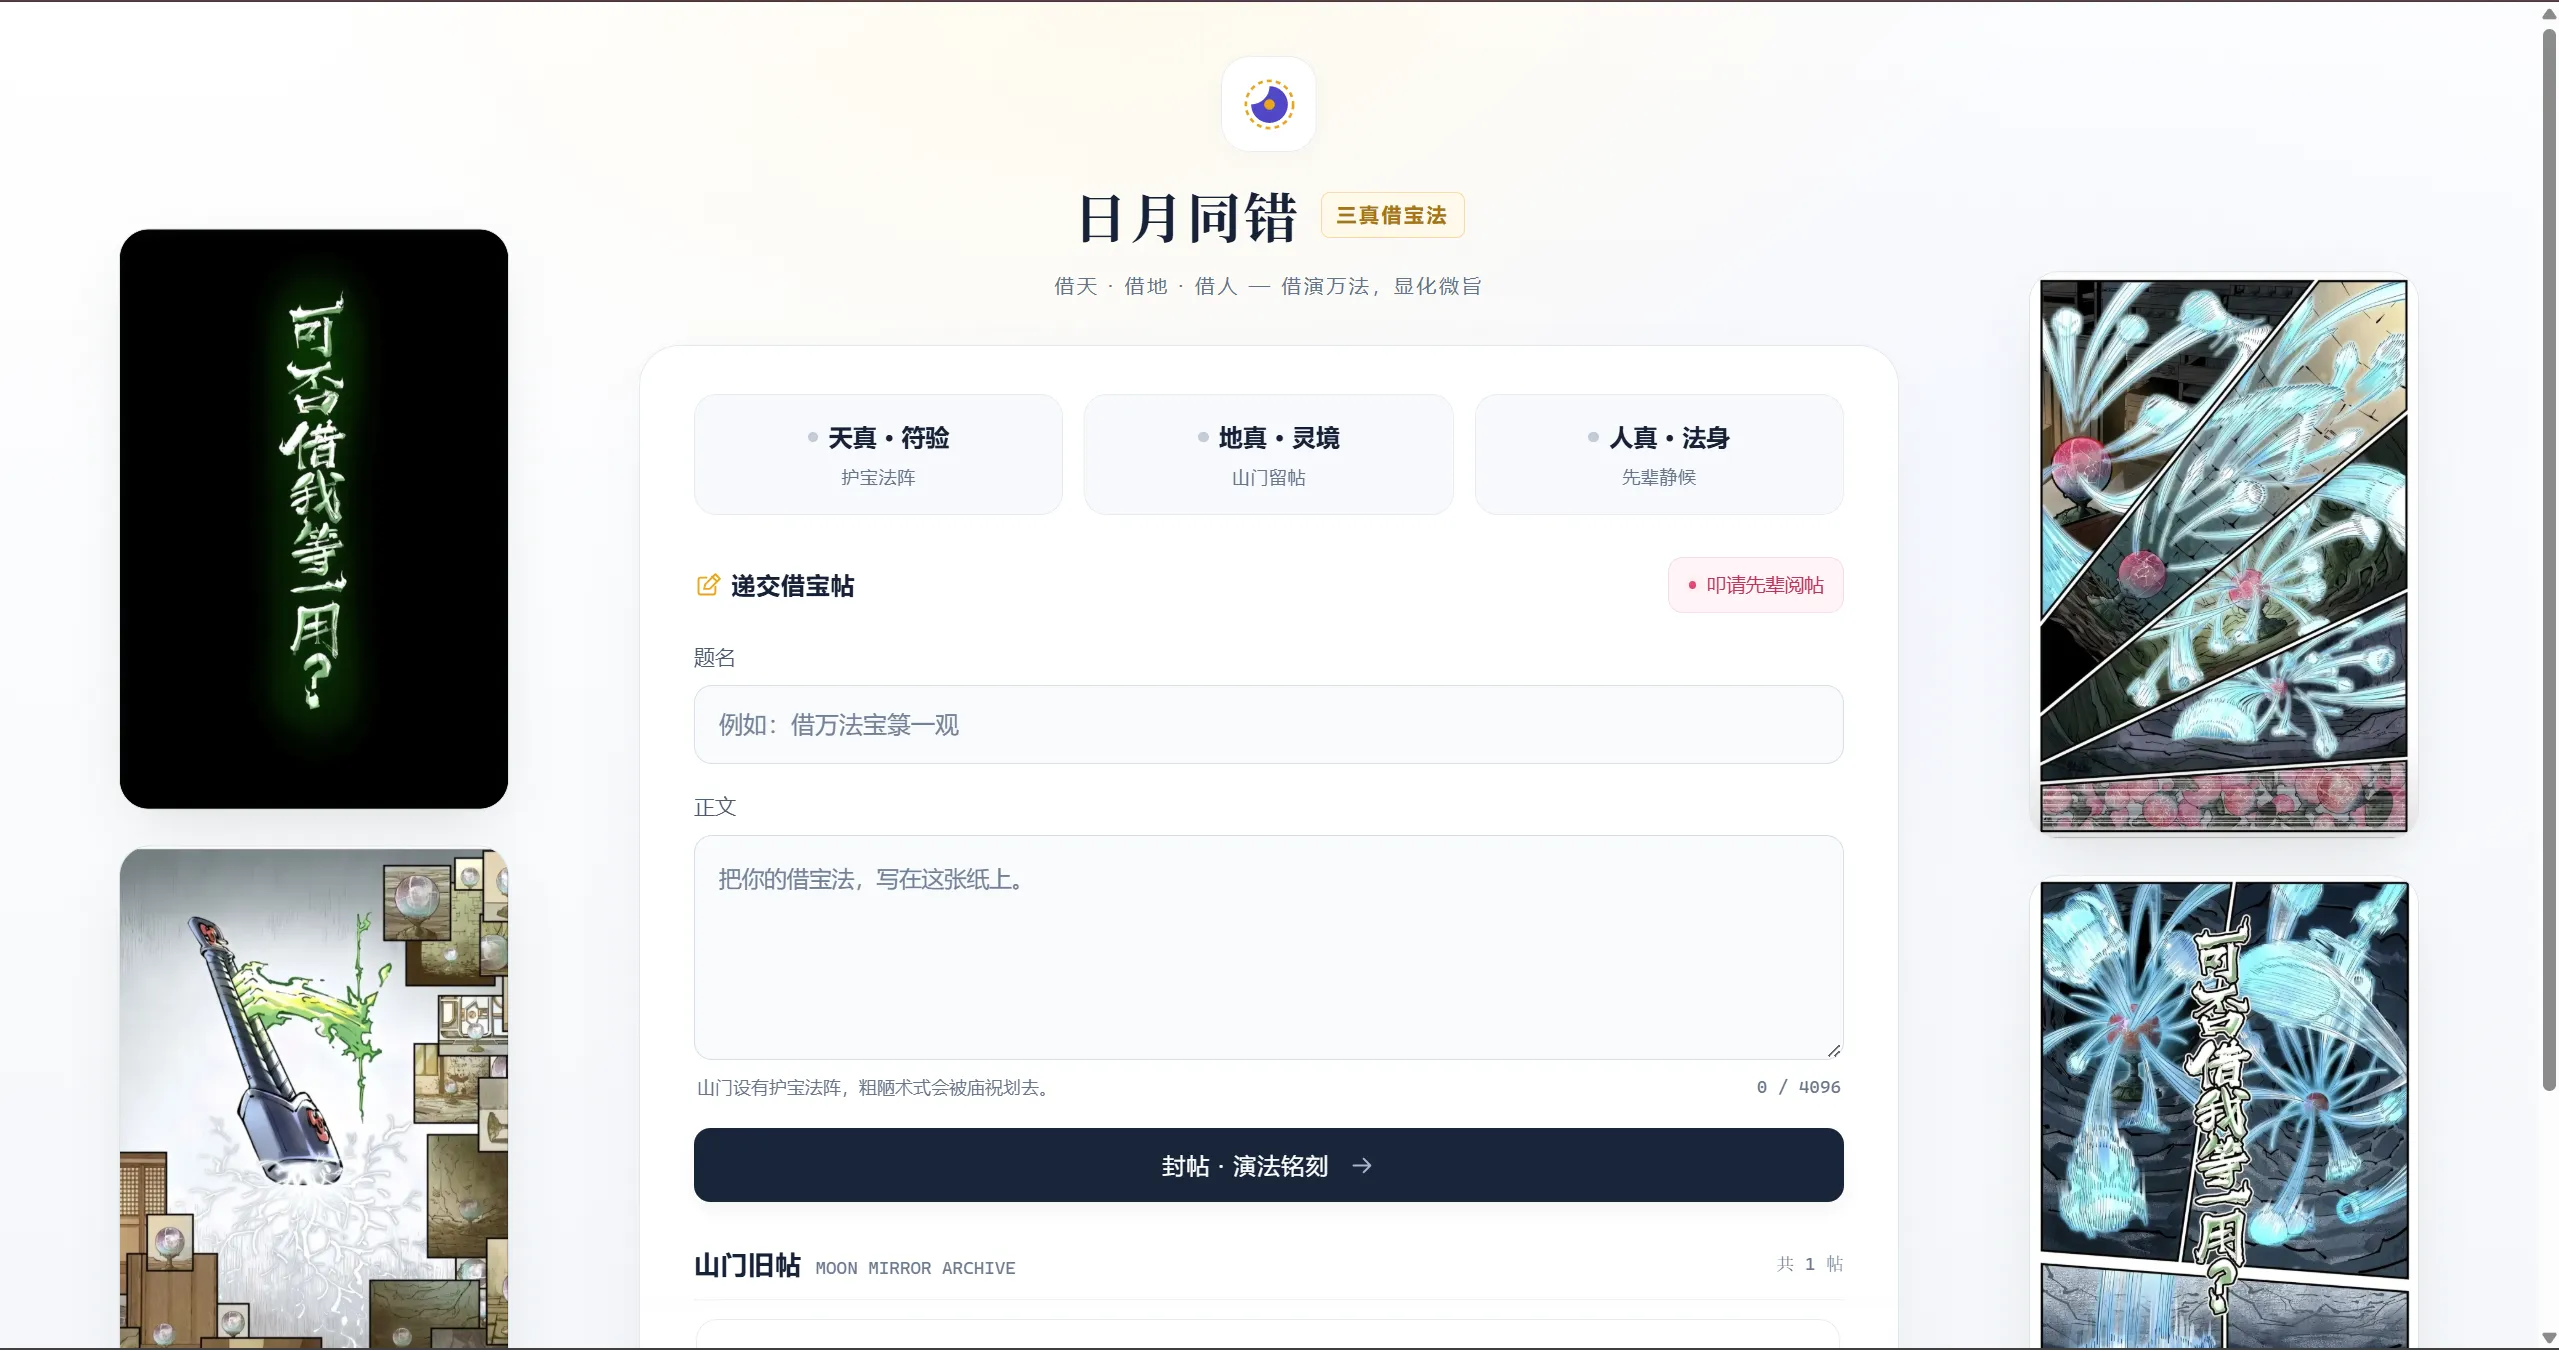 日月同错
三真借宝法
借天 · 借地 · 借人 — 借演万法，显化微旨
可否借我等一用？
天真 • 符验
护宝法阵
地真 • 灵境
山门留帖
人真 • 法身
先辈静候
递交借宝帖
叩请先辈阅帖
题名
例如：借万法宝箓一观
正文
把你的借宝法，写在这张纸上。
山门设有护宝法阵，粗陋术式会被庙祝划去。
0 / 4096
封帖 · 演法铭刻 →
山门旧帖 MOON MIRROR ARCHIVE
共 1 帖
可否借我等一用？